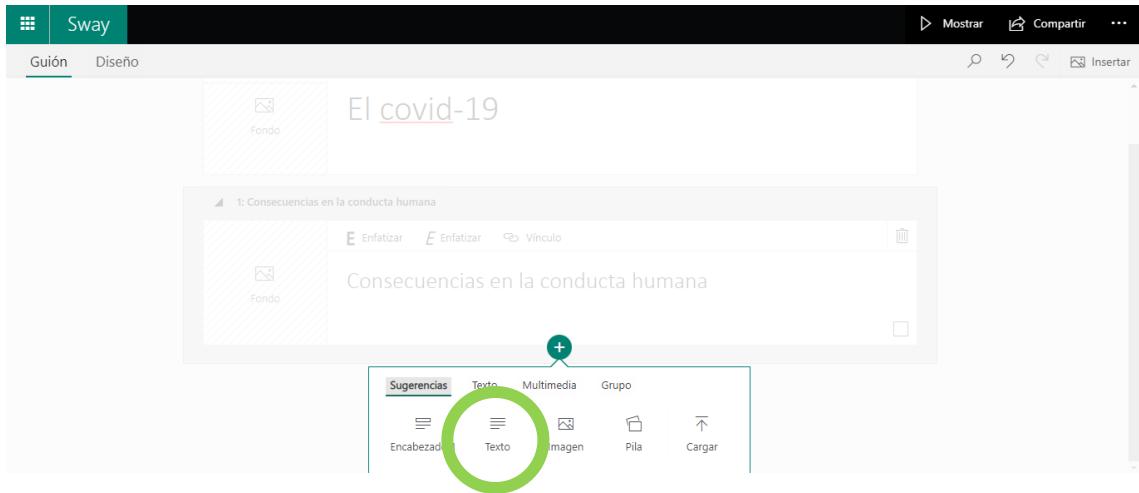 Sway
Mostrar
Compartir
Guión
Diseño
Insertar
Fondo
El covid-19
1: Consecuencias en la conducta humana
E Enfatizar
E Enfatizar
Vínculo
Fondo
Consecuencias en la conducta humana
Sugerencias
Texto
Multimedia
Grupo
Texto
Imagen
Pila
Cargar